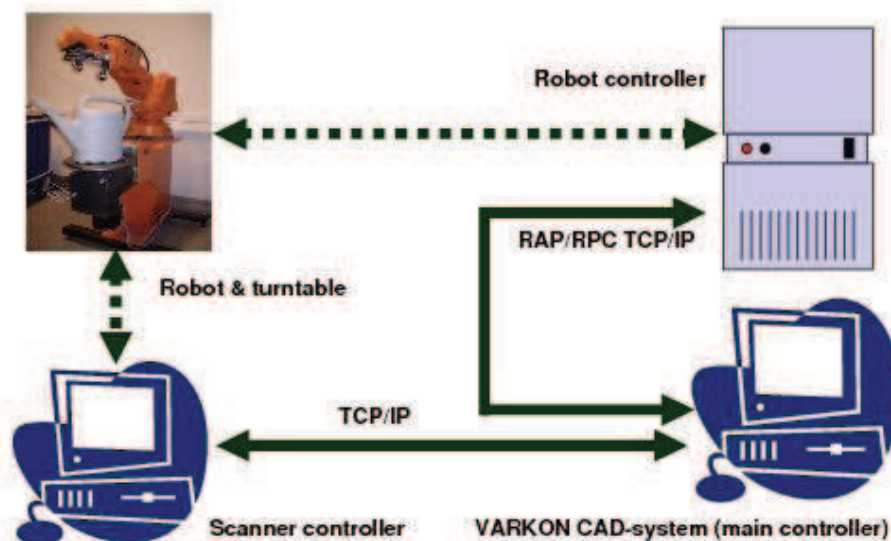 Robot controller
RAP/RPC TCP/IP
Robot & turntable
TCP/IP
Scanner controller
VARKON CAD-system (main controller)